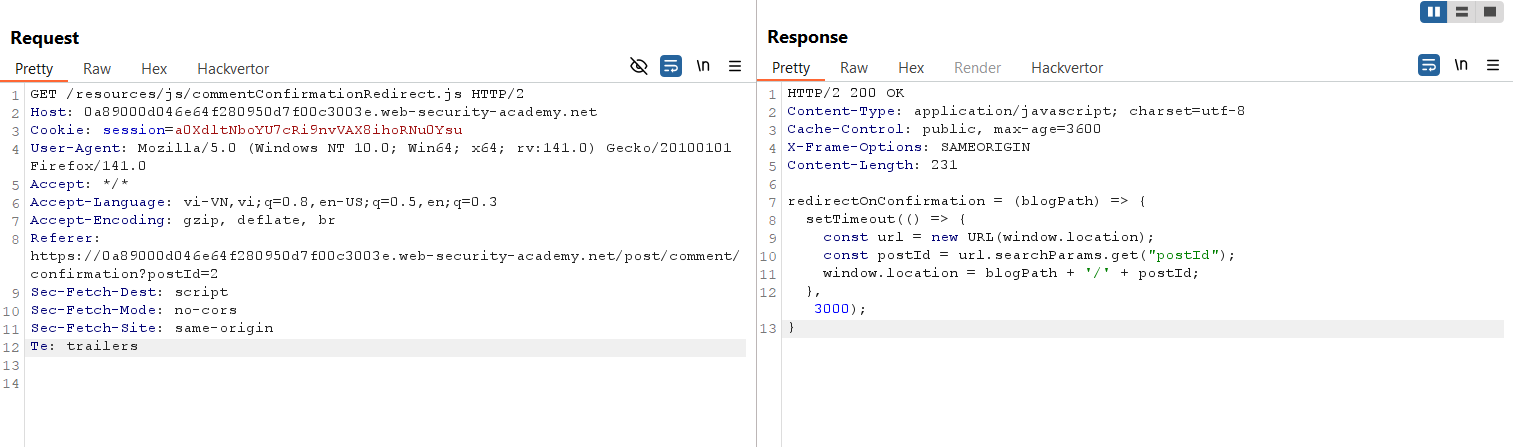 Request
Pretty Raw Hex Hackvertor
\n
1 GET /resources/js/commentConfirmationRedirect.js HTTP/2
2 Host: 0a89000d046e64f280950d7f00c3003e.web-security-academy.net
3 Cookie: session=a0XdltNboYU7cRi9nvVAX8ihoRNu0Ysu
4 User-Agent: Mozilla/5.0 (Windows NT 10.0; Win64; x64; rv:141.0) Gecko/20100101
Firefox/141.0
5 Accept: */*
6 Accept-Language: vi-VN,vi;q=0.8,en-US;q=0.5,en;q=0.3
7 Accept-Encoding: gzip, deflate, br
8 Referer:
https://0a89000d046e64f280950d7f00c3003e.web-security-academy.net/post/comment/
confirmation?postId=2
9 Sec-Fetch-Dest: script
10 Sec-Fetch-Mode: no-cors
11 Sec-Fetch-Site: same-origin
12 Te: trailers
13
14
Response
Pretty Raw Hex Render Hackvertor
\n
1 HTTP/2 200 OK
2 Content-Type: application/javascript; charset=utf-8
3 Cache-Control: public, max-age=3600
4 X-Frame-Options: SAMEORIGIN
5 Content-Length: 231
6
7 redirectOnConfirmation = (blogPath) => {
8 setTimeout(() => {
9 const url = new URL(window.location);
10 const postId = url.searchParams.get("postId");
11 window.location = blogPath + '/' + postId;
12 },
3000);
13 }